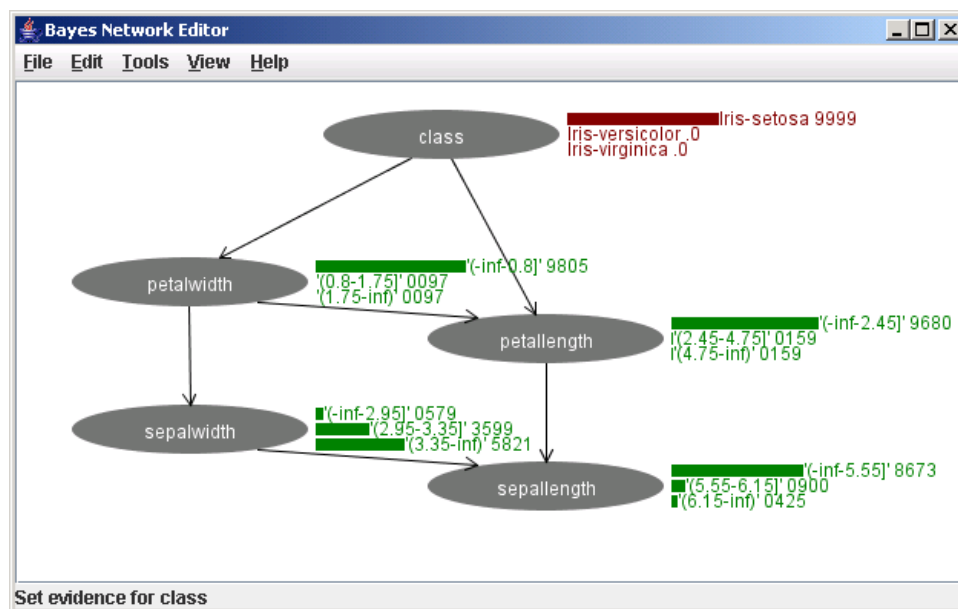 Bayes Network Editor
File Edit Tools View Help
class
Iris-setosa 9999
Iris-versicolor .0
Iris-virginica .0
petalwidth
'(-inf-0.8]' 9805
'(0.8-1.75]' 0097
'(1.75-inf)' 0097
petallength
'(-inf-2.45]' 9680
'(2.45-4.75]' 0159
'(4.75-inf)' 0159
sepalwidth
'(-inf-2.95]' 0579
'(2.95-3.35]' 3599
'(3.35-inf)' 5821
sepallength
'(-inf-5.55]' 8673
'(5.55-6.15]' 0900
'(6.15-inf)' 0425
Set evidence for class